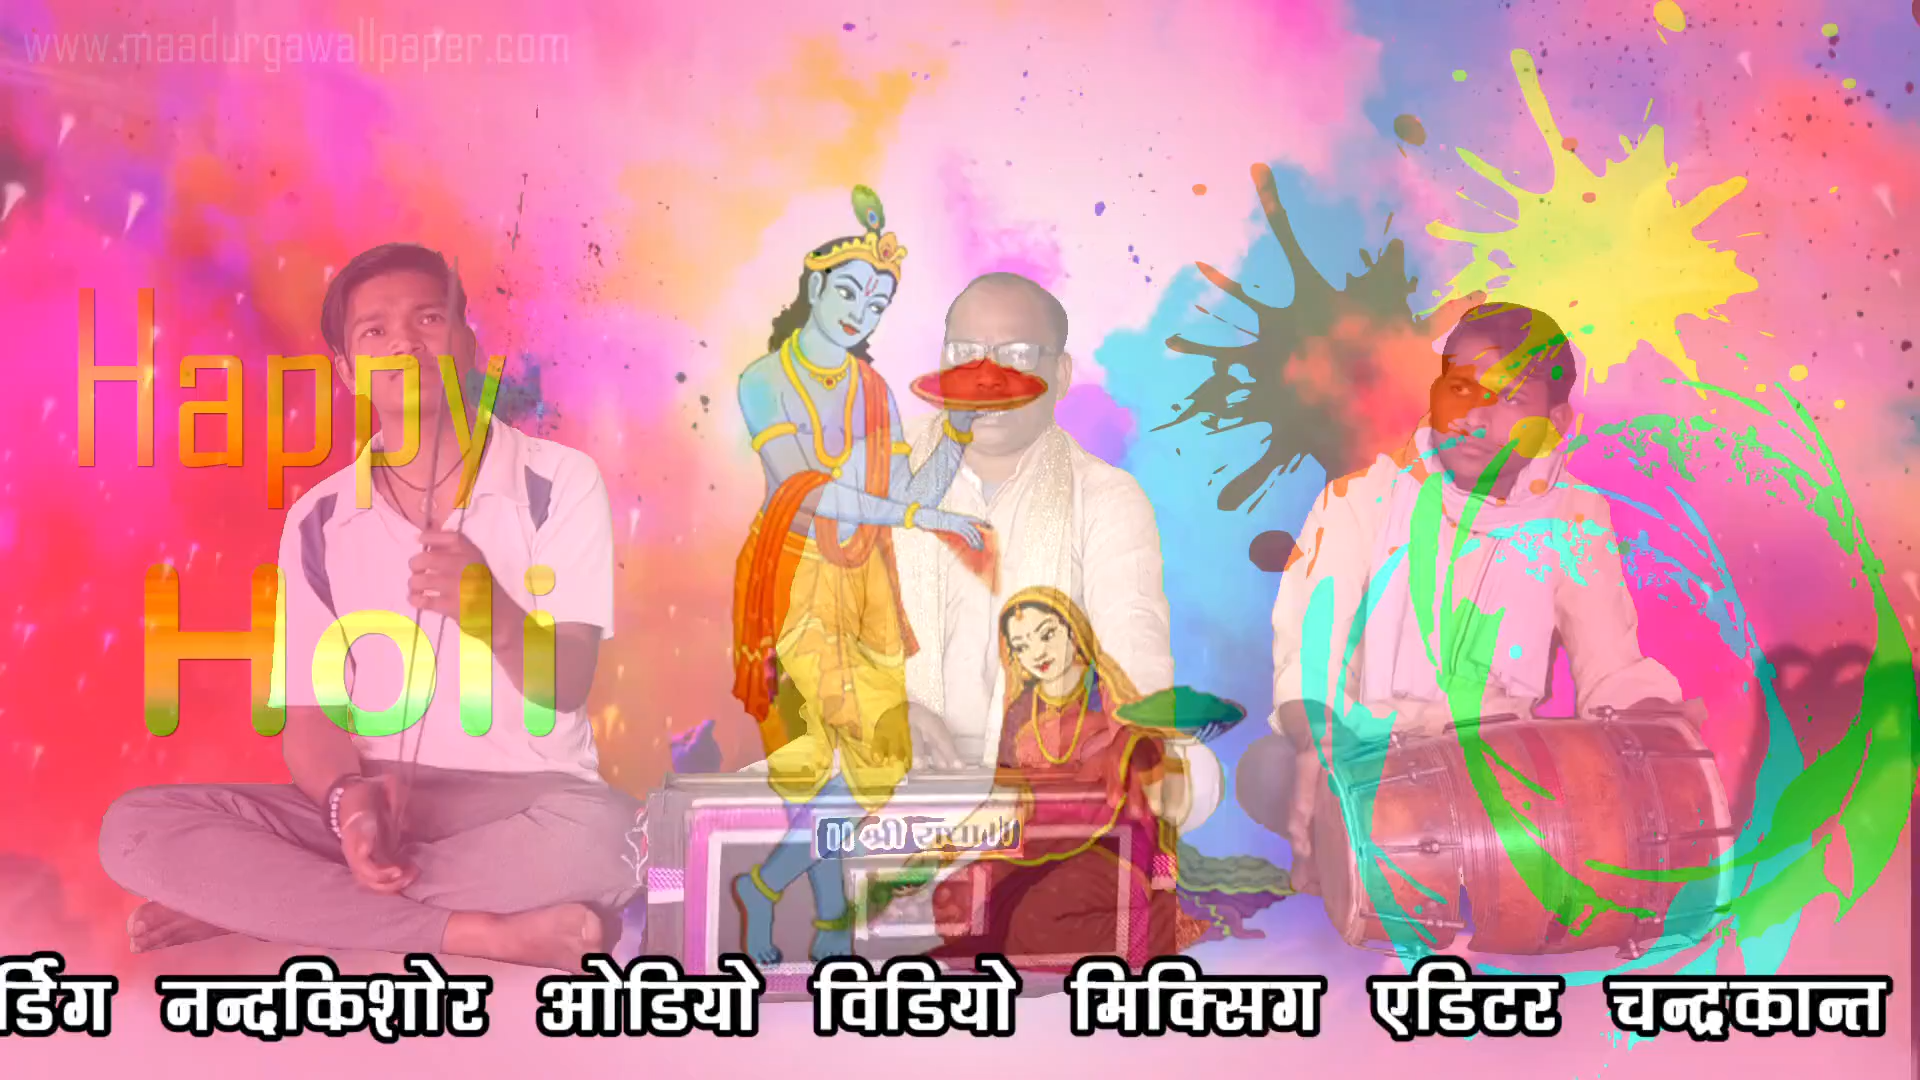 www.maadurgawallpaper.com
Happy
Holi
॥ श्री राधा ॥
र्डिंग नन्दकिशोर ओडियो विडियो मिक्सिग एडिटर चन्द्रकान्त